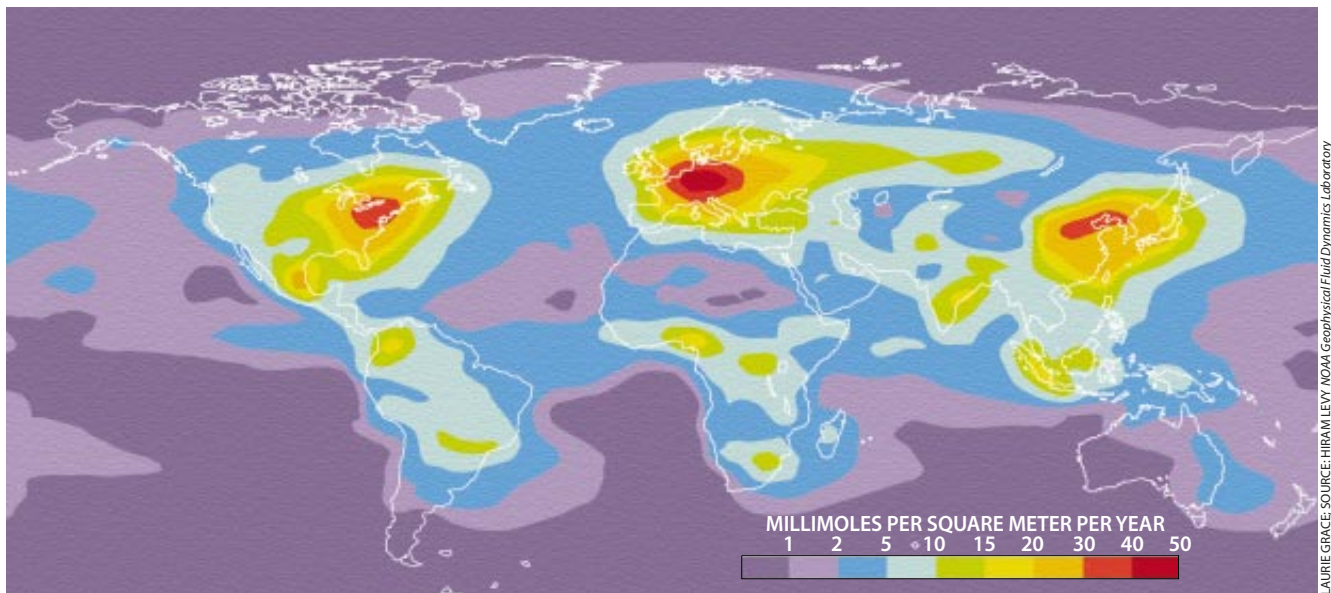 MILLIMOLES PER SQUARE METER PER YEAR
1 2 5 10 15 20 30 40 50
LAURIE GRACE; SOURCE: HIRAM LEVY NOAA Geophysical Fluid Dynamics Laboratory